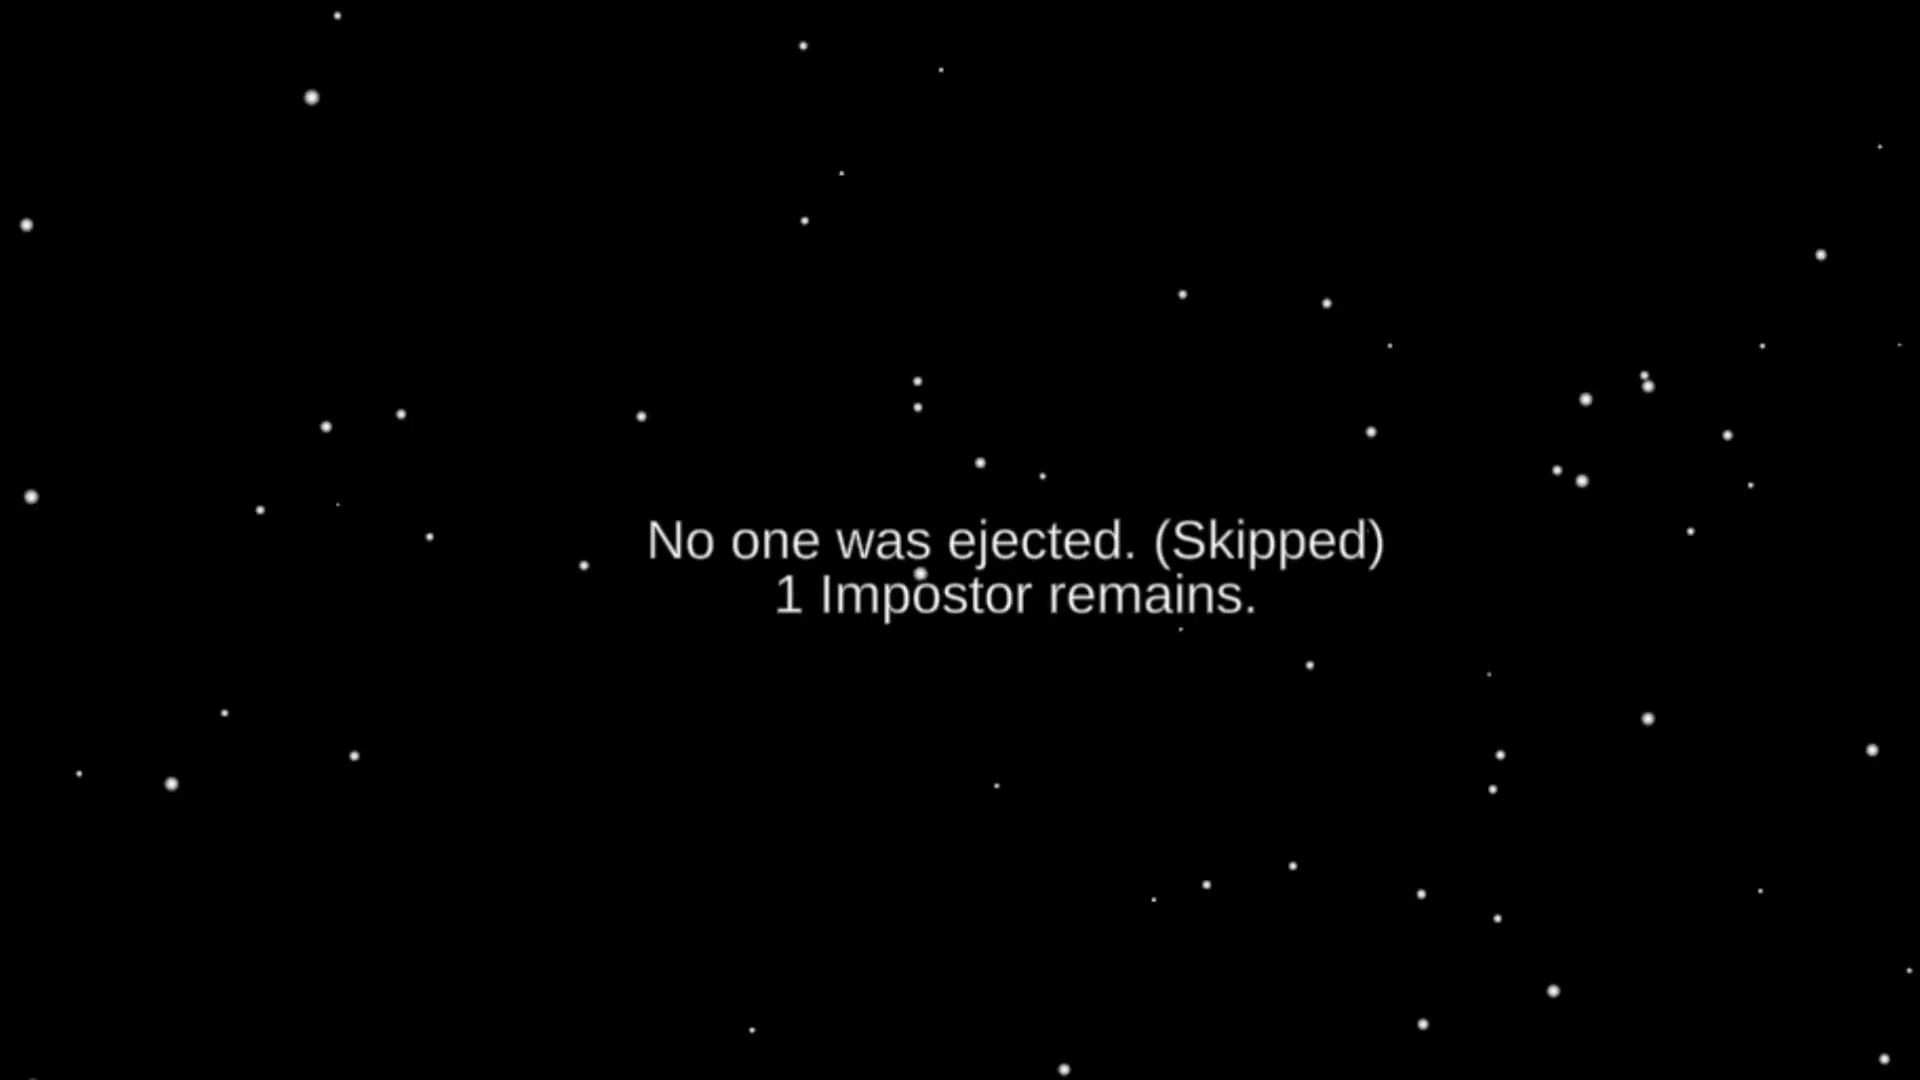 No one was ejected. (Skipped)
1 Impostor remains.